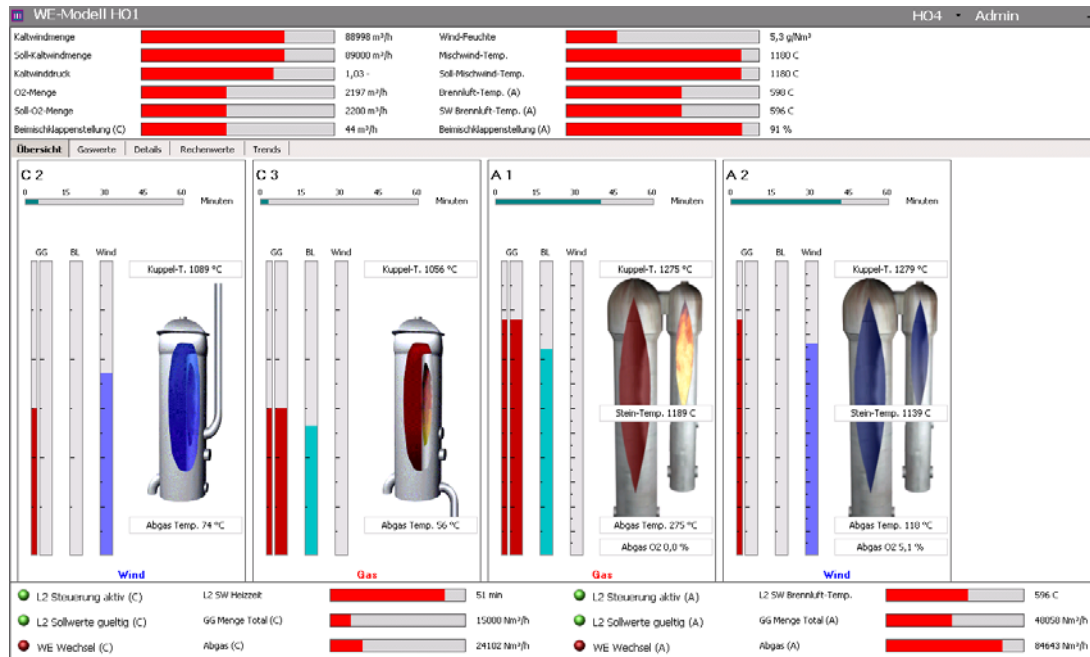 WE-Modell HO1 HO4 Admin
Kaltwindmenge 88998 m³/h Wind-Feuchte 5,3 g/Nm³
Soll-Kaltwindmenge 89000 m³/h Mischwind-Temp. 1180 C
Kaltwinddruck 1,03 - Soll-Mischwind-Temp. 1180 C
O2-Menge 2197 m³/h Brennluft-Temp. (A) 598 C
Soll-O2-Menge 2200 m³/h SW Brennluft-Temp. (A) 596 C
Beimischklappenstellung (C) 44 m³/h Beimischklappenstellung (A) 91 %
Übersicht Gaswerte Details Rechenwerte Trends
C 2 C 3 A 1 A 2
0 15 30 45 60 0 15 30 45 60 0 15 30 45 60 0 15 30 45 60
Minuten Minuten Minuten Minuten
GG BL Wind GG BL Wind GG BL Wind GG BL Wind
Kuppel-T. 1089 °C Kuppel-T. 1056 °C Kuppel-T. 1275 °C Kuppel-T. 1279 °C
Stein-Temp. 1189 C Stein-Temp. 1139 C
Abgas Temp. 74 °C Abgas Temp. 56 °C Abgas Temp. 275 °C Abgas Temp. 118 °C
Abgas O2 0,0 % Abgas O2 5,1 %
Wind Gas Gas Wind
L2 Steuerung aktiv (C) L2 SW Heizzeit 51 min L2 Steuerung aktiv (A) L2 SW Brennluft-Temp. 596 C
L2 Sollwerte gueltig (C) GG Menge Total (C) 15000 Nm³/h L2 Sollwerte gueltig (A) GG Menge Total (A) 48050 Nm³/h
WE Wechsel (C) Abgas (C) 24102 Nm³/h WE Wechsel (A) Abgas (A) 84643 Nm³/h